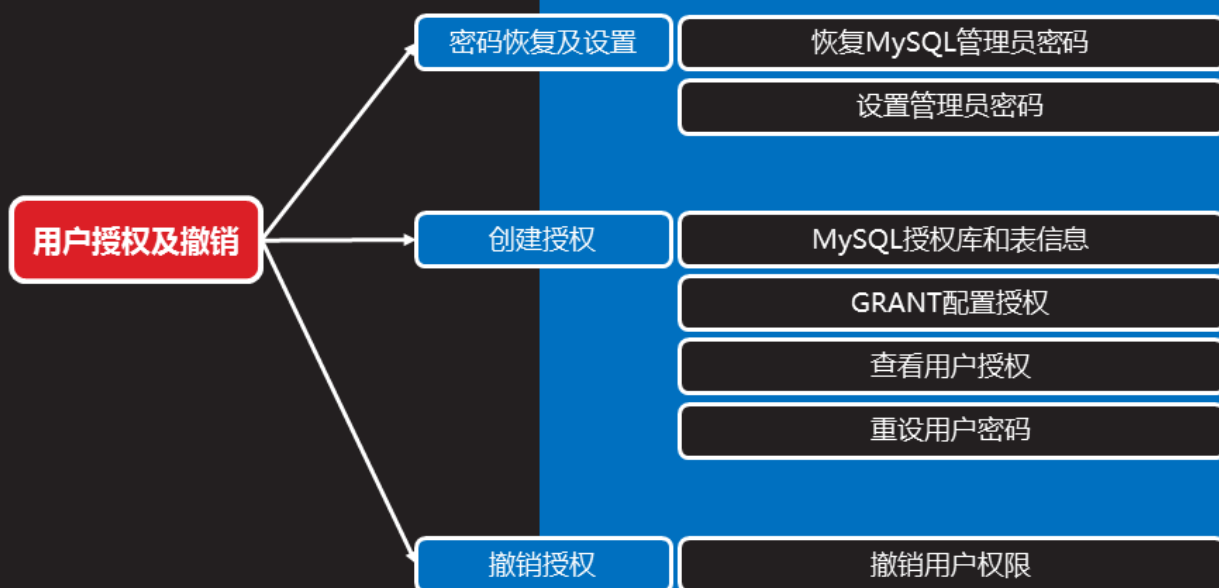 用户授权及撤销
密码恢复及设置
恢复MySQL管理员密码
设置管理员密码
创建授权
MySQL授权库和表信息
GRANT配置授权
查看用户授权
重设用户密码
撤销授权
撤销用户权限